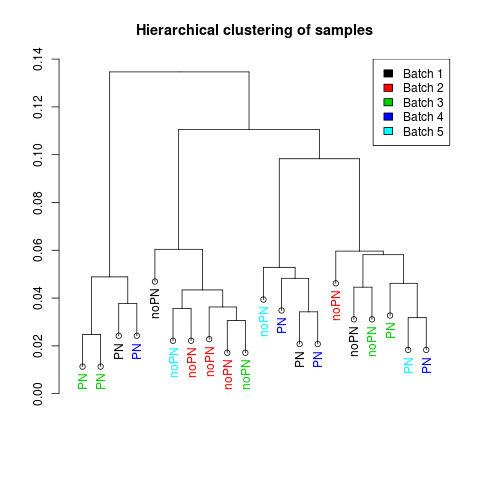 Hierarchical clustering of samples
0.14
0.12
0.10
0.08
0.06
0.04
0.02
0.00
Batch 1
Batch 2
Batch 3
Batch 4
Batch 5
PN
PN
PN
PN
noPN
noPN
noPN
noPN
noPN
noPN
noPN
PN
PN
PN
noPN
noPN
noPN
PN
PN
PN